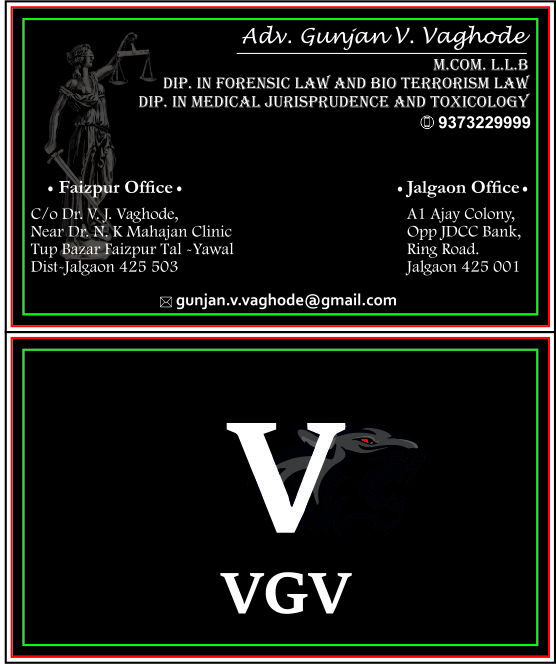 Adv. Gunjan V. Vaghode
M.COM. L.L.B
DIP. IN FORENSIC LAW AND BIO TERRORISM LAW
DIP. IN MEDICAL JURISPRUDENCE AND TOXICOLOGY
9373229999
• Faizpur Office •
C/o Dr. V. J. Vaghode,
Near Dr. N. K Mahajan Clinic
Tup Bazar Faizpur Tal -Yawal
Dist-Jalgaon 425 503
• Jalgaon Office •
A1 Ajay Colony,
Opp JDCC Bank,
Ring Road.
Jalgaon 425 001
gunjan.v.vaghode@gmail.com
V
VGV